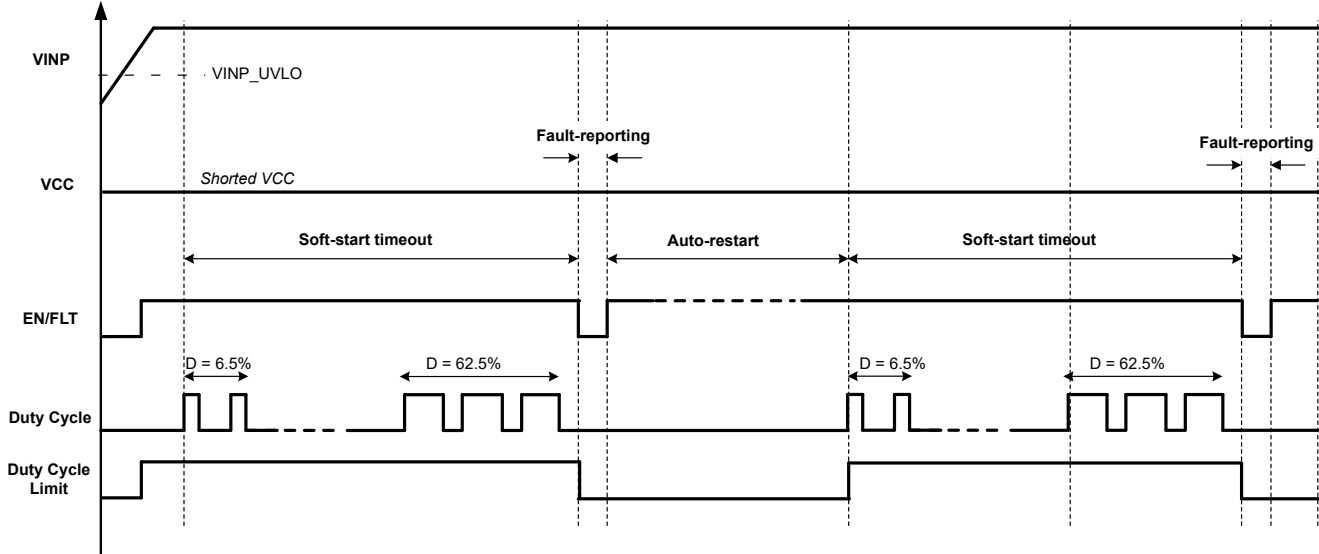 VINP
VINP_UVLO
Fault-reporting
Fault-reporting
VCC
Shorted VCC
Soft-start timeout
Auto-restart
Soft-start timeout
EN/FLT
D = 6.5%
D = 62.5%
D = 6.5%
D = 62.5%
Duty Cycle
Duty Cycle
Limit